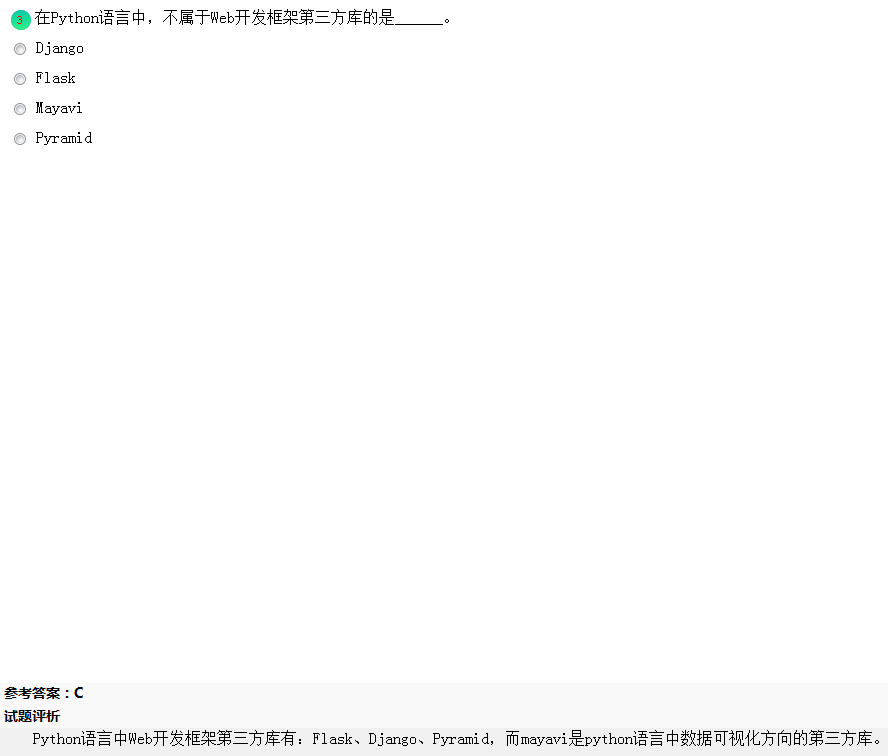 3 在Python语言中，不属于Web开发框架第三方库的是______。
Django
Flask
Mayavi
Pyramid
参考答案：C
试题评析
Python语言中Web开发框架第三方库有：Flask、Django、Pyramid，而mayavi是python语言中数据可视化方向的第三方库。